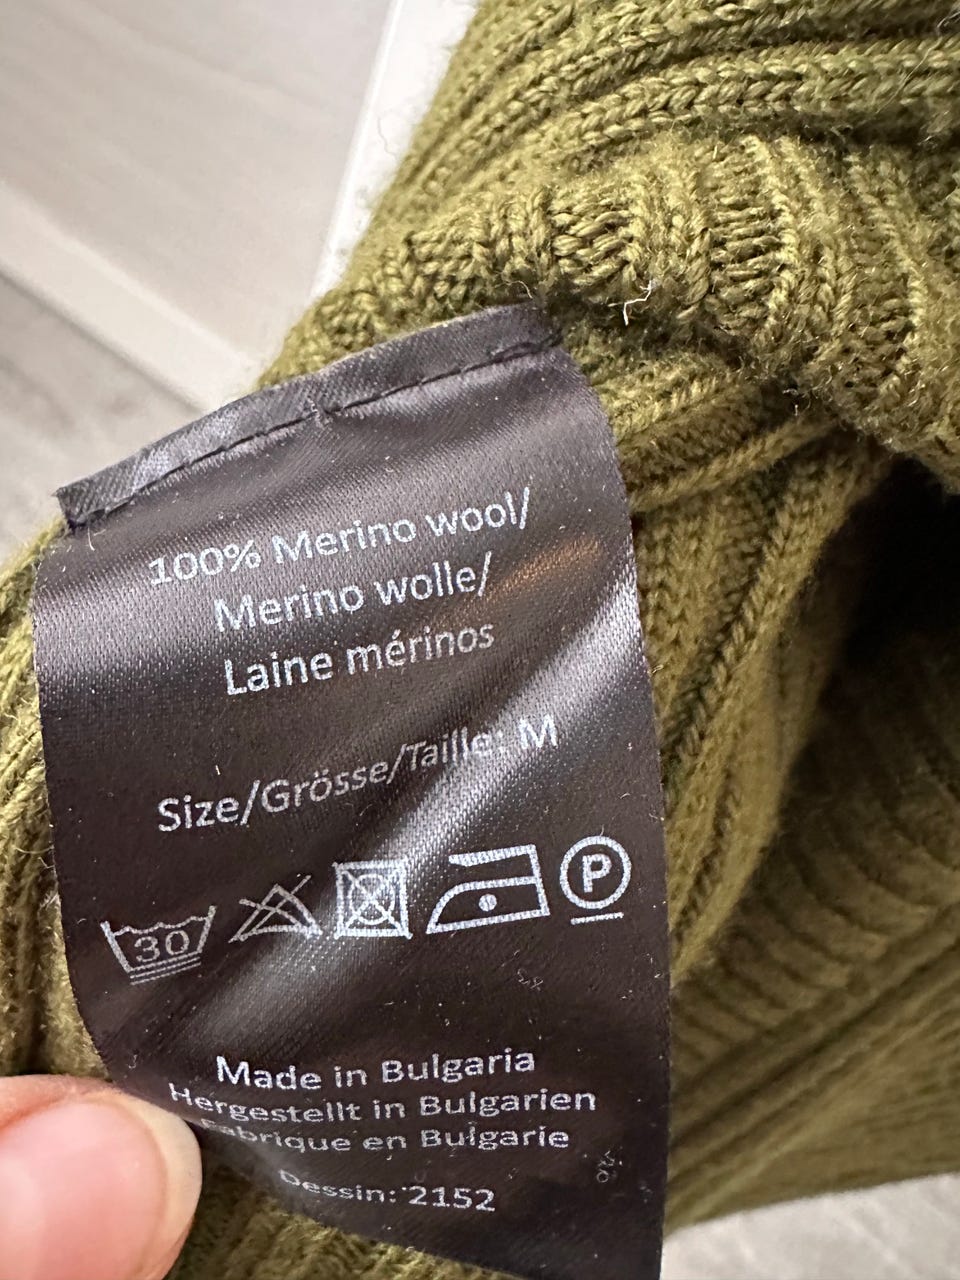 100% Merino wool/
Merino wolle/
Laine mérinos
Size/Grösse/Taille: M
30 P
Made in Bulgaria
Hergestellt in Bulgarien
Fabrique en Bulgarie
Dessin: 2152